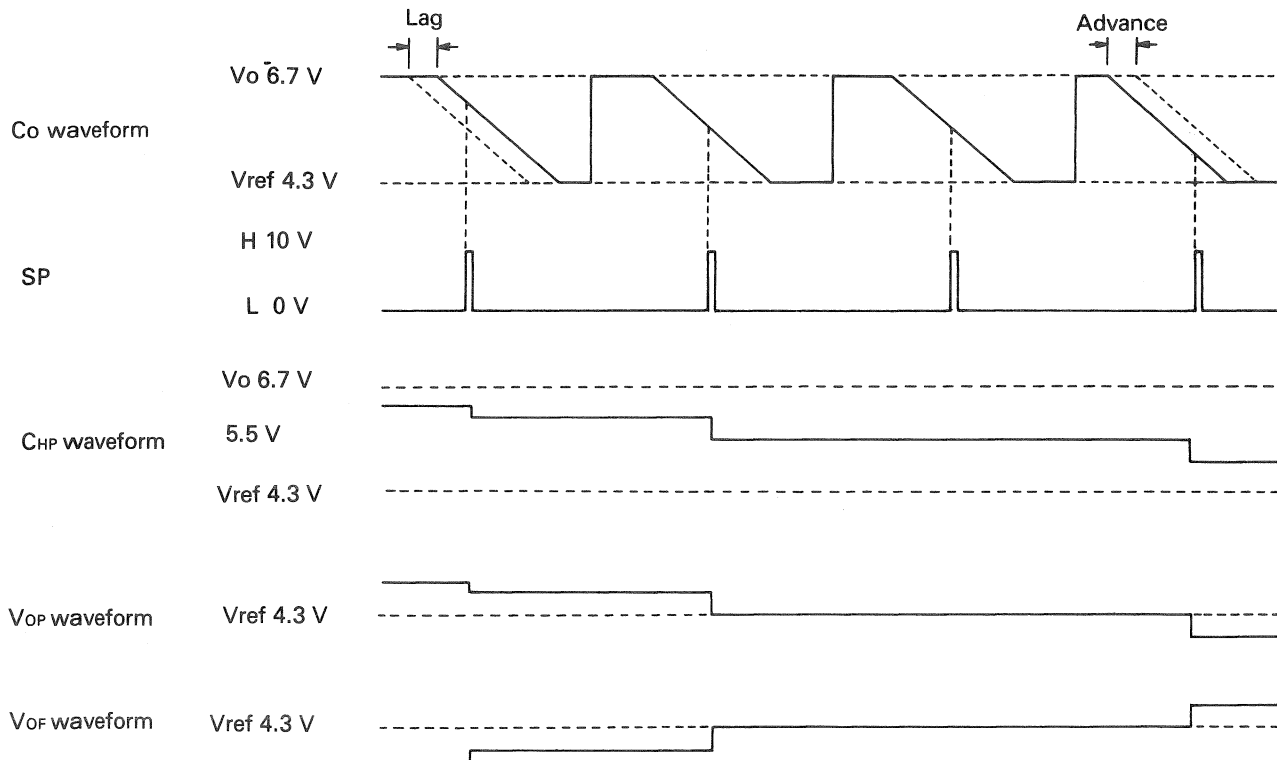 Lag
Advance
Vo 6.7 V
Co waveform
Vref 4.3 V
H 10 V
SP
L 0 V
Vo 6.7 V
CHP waveform
5.5 V
Vref 4.3 V
VOP waveform
Vref 4.3 V
VOF waveform
Vref 4.3 V